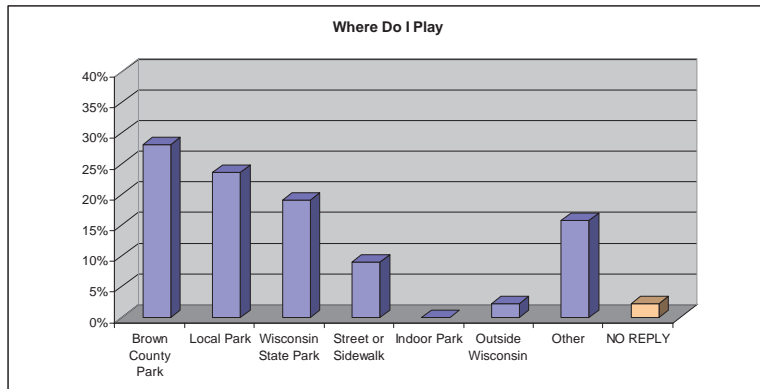 Where Do I Play
40%
35%
30%
25%
20%
15%
10%
5%
0%
Brown County Park
Local Park
Wisconsin State Park
Street or Sidewalk
Indoor Park
Outside Wisconsin
Other
NO REPLY